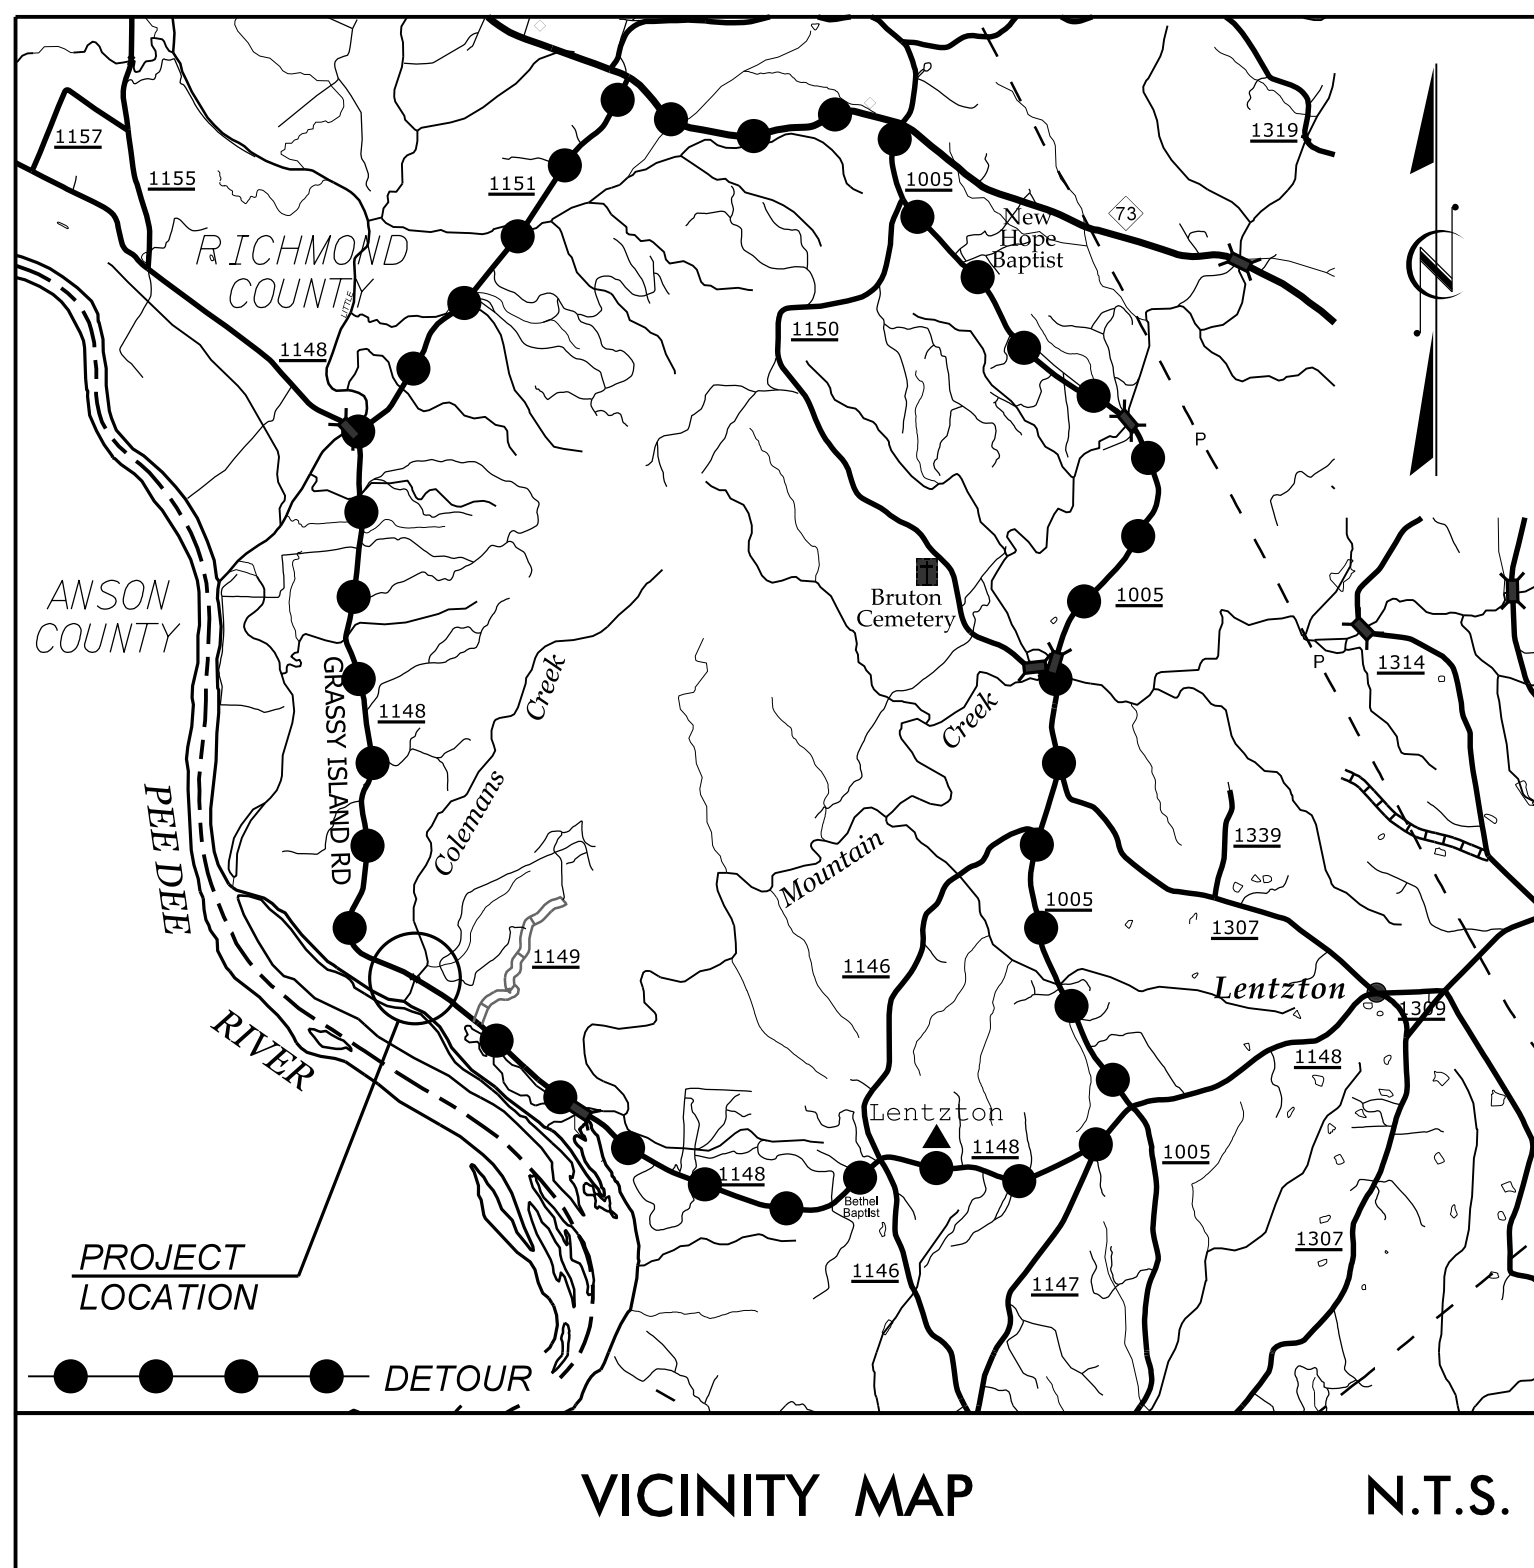 1319
1157
1155
1151
1005
73
New
Hope
Baptist
RICHMOND
COUNTY
LITTLE
1150
1148
P
ANSON
COUNTY
Bruton
Cemetery
1005
1314
P
GRASSY ISLAND RD
1148
Creek
Creek
Colemans
PEE DEE
1339
Mountain
1005
1307
1149
1146
Lentzton
1309
RIVER
1148
Lentzton
1148
1005
1148
Bethel
Baptist
1307
PROJECT
LOCATION
1146
1147
DETOUR
VICINITY MAP
N.T.S.